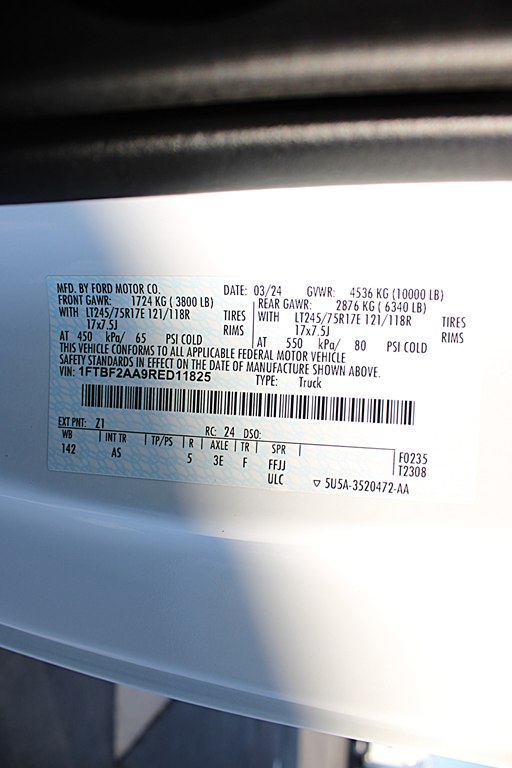 MFD. BY FORD MOTOR CO. DATE: 03/24 GVWR: 4536 KG (10000 LB)
FRONT GAWR: 1724 KG ( 3800 LB) REAR GAWR: 2876 KG ( 6340 LB)
WITH LT245/75R17E 121/118R TIRES WITH LT245/75R17E 121/118R TIRES
17x7.5J RIMS 17x7.5J RIMS
AT 450 kPa/ 65 PSI COLD AT 550 kPa/ 80 PSI COLD
THIS VEHICLE CONFORMS TO ALL APPLICABLE FEDERAL MOTOR VEHICLE
SAFETY STANDARDS IN EFFECT ON THE DATE OF MANUFACTURE SHOWN ABOVE.
VIN: 1FTBF2AA9RED11825 TYPE: Truck
EXT PNT: Z1 RC: 24 DSO:
WB INT TR TP/PS R AXLE TR SPR F0235
142 AS 5 3E F FFJJ T2308
ULC ▽ 5U5A-3520472-AA